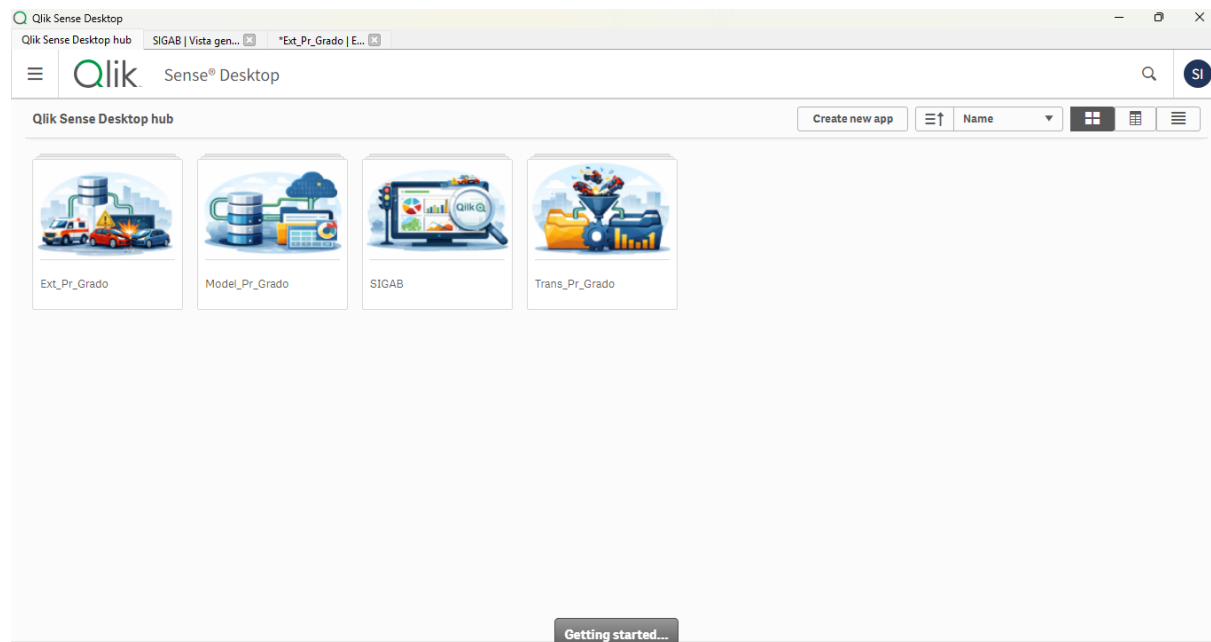 Qlik Sense Desktop
Qlik Sense Desktop hub SIGAB | Vista gen... *Ext_Pr_Grado | E...
Qlik Sense® Desktop SI
Qlik Sense Desktop hub Create new app Name
Qlik
Ext_Pr_Grado Model_Pr_Grado SIGAB Trans_Pr_Grado
Getting started...